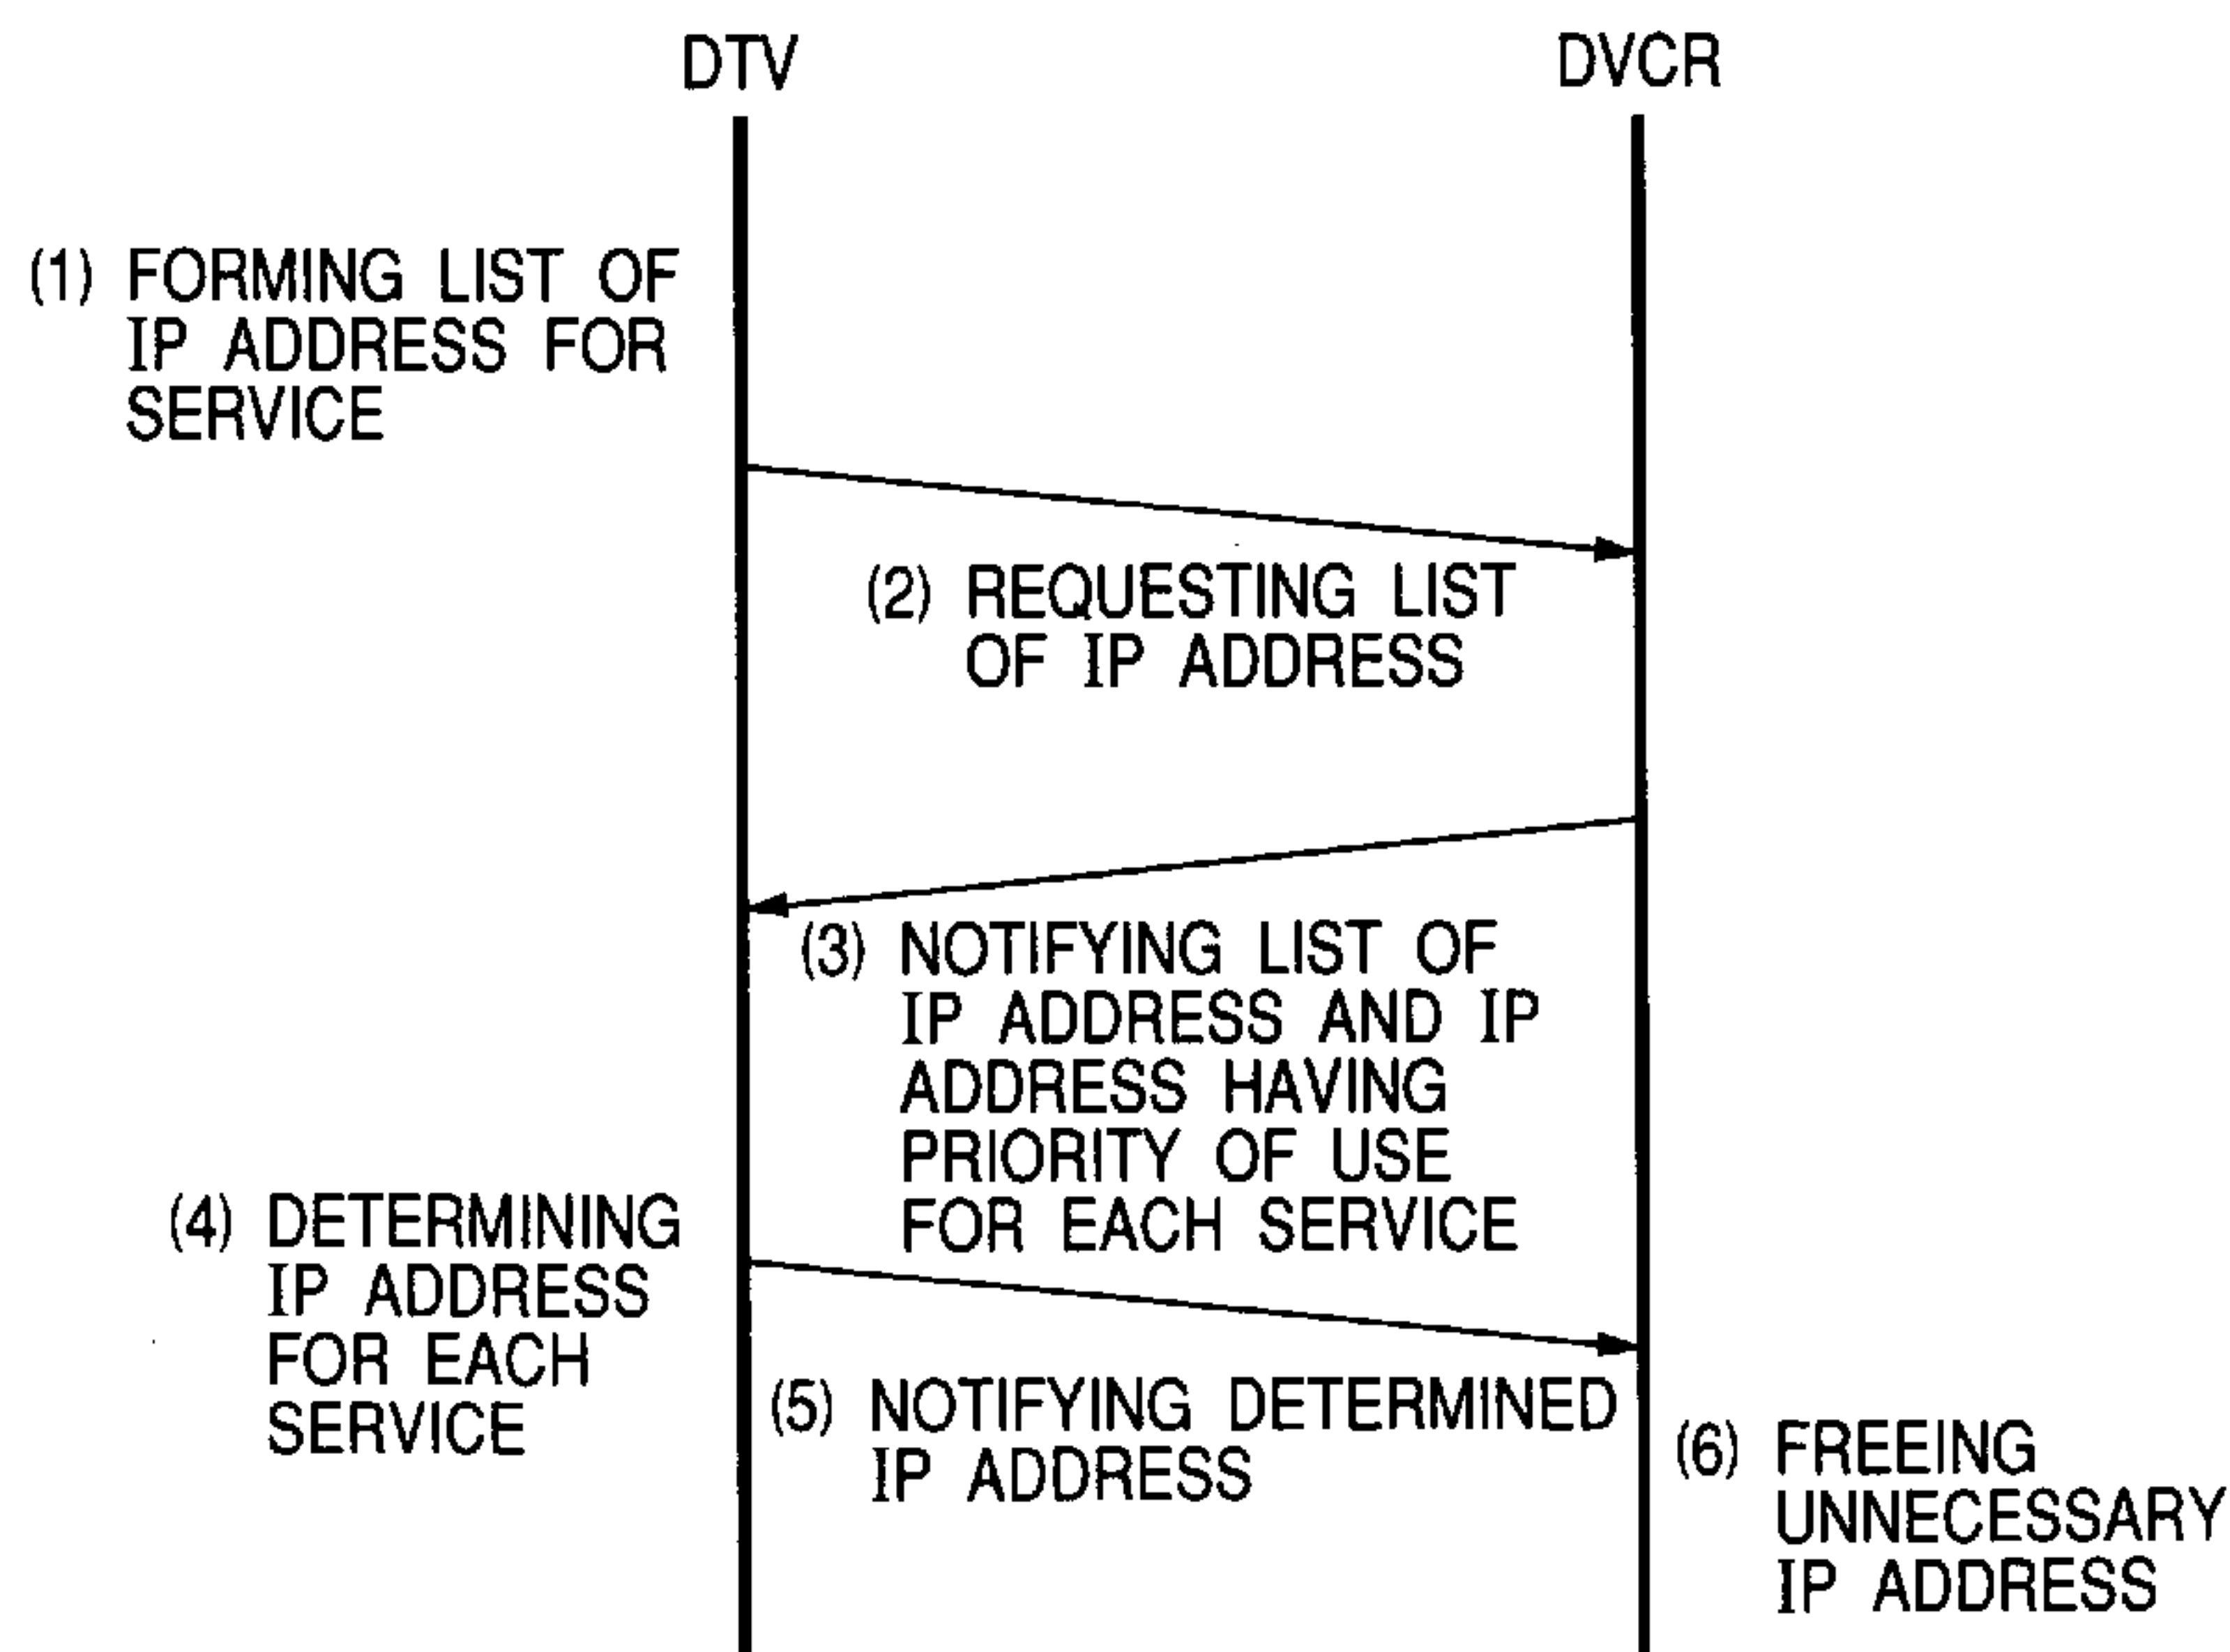 DTV
DVCR
(1) FORMING LIST OF
IP ADDRESS FOR
SERVICE
(2) REQUESTING LIST
OF IP ADDRESS
(3) NOTIFYING LIST OF
IP ADDRESS AND IP
ADDRESS HAVING
PRIORITY OF USE
FOR EACH SERVICE
(4) DETERMINING
IP ADDRESS
FOR EACH
SERVICE
(5) NOTIFYING DETERMINED
IP ADDRESS
(6) FREEING
UNNECESSARY
IP ADDRESS